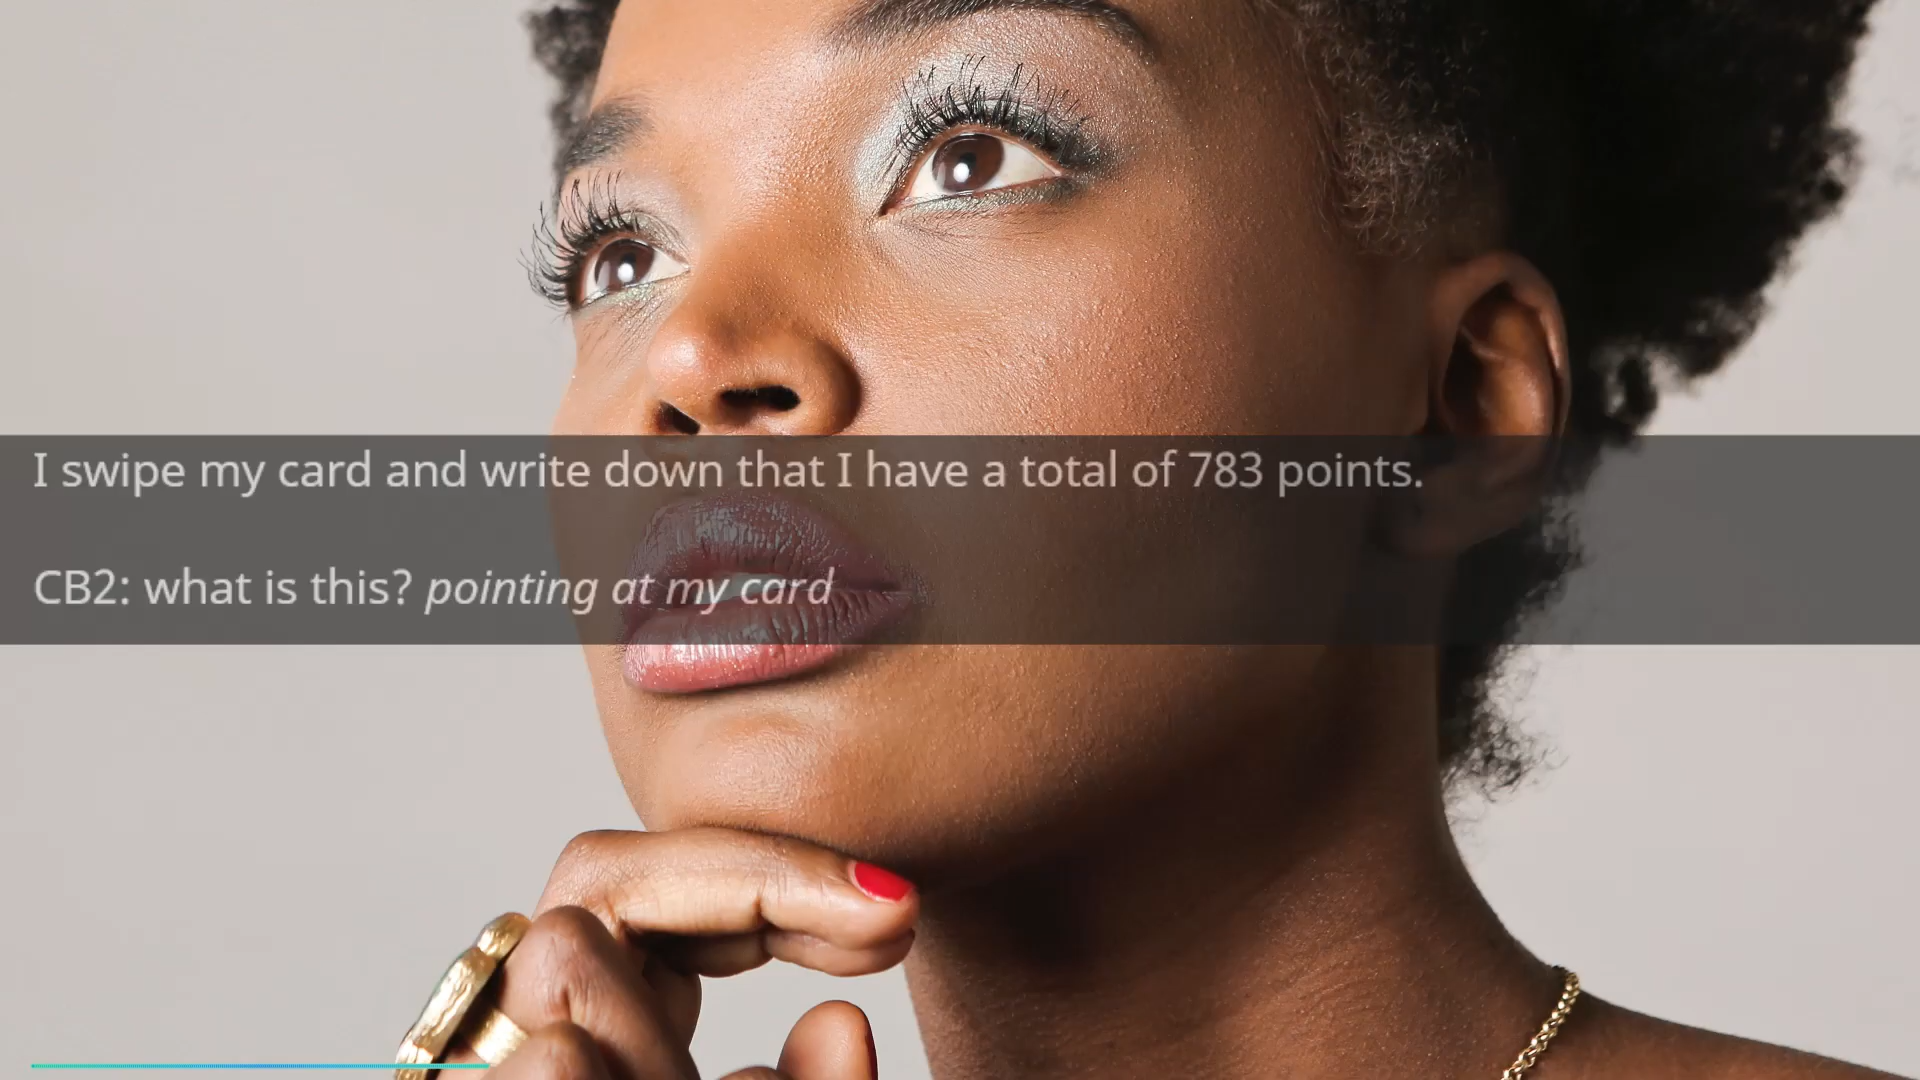 I swipe my card and write down that I have a total of 783 points.
CB2: what is this? pointing at my card